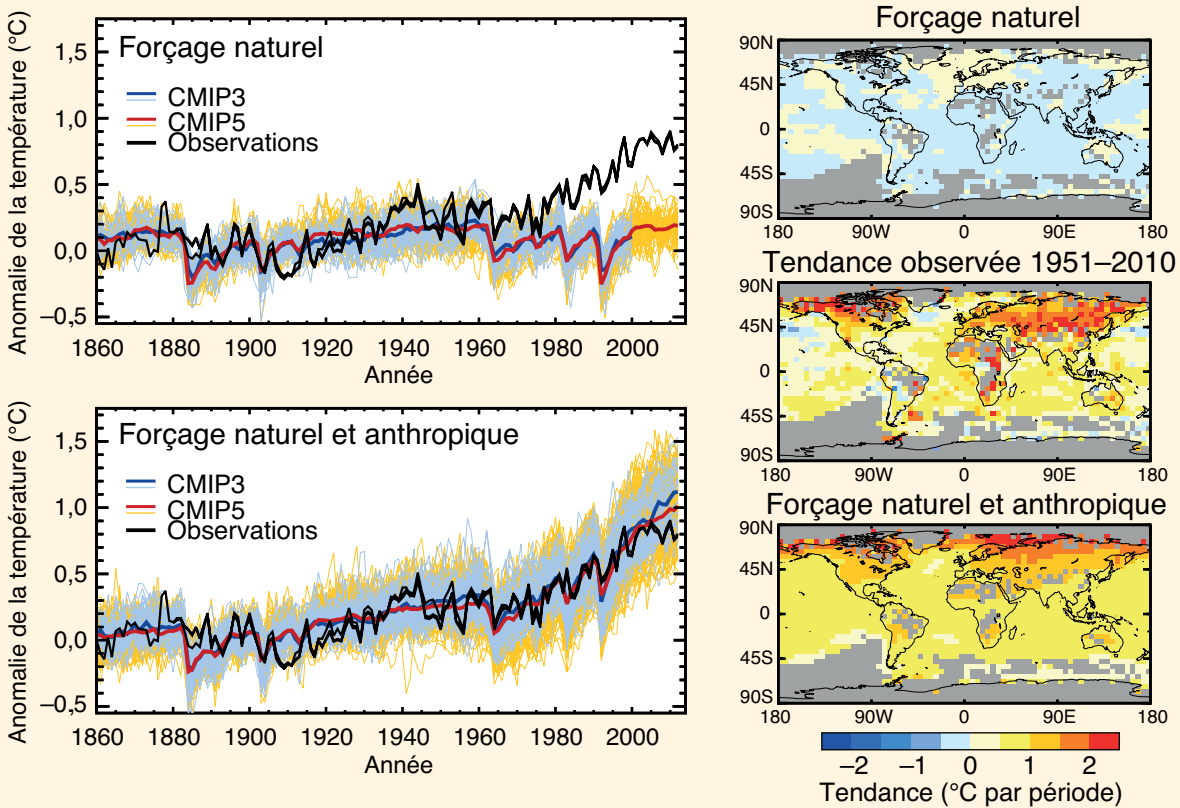 Forçage naturel
CMIP3
CMIP5
Observations
Anomalie de la température (°C)
1,5
1,0
0,5
0,0
–0,5
1860 1880 1900 1920 1940 1960 1980 2000
Année
Forçage naturel et anthropique
CMIP3
CMIP5
Observations
Anomalie de la température (°C)
1,5
1,0
0,5
0,0
–0,5
1860 1880 1900 1920 1940 1960 1980 2000
Année
Forçage naturel
90N
45N
0
45S
90S
180 90W 0 90E 180
Tendance observée 1951–2010
90N
45N
0
45S
90S
180 90W 0 90E 180
Forçage naturel et anthropique
90N
45N
0
45S
90S
180 90W 0 90E 180
–2 –1 0 1 2
Tendance (°C par période)